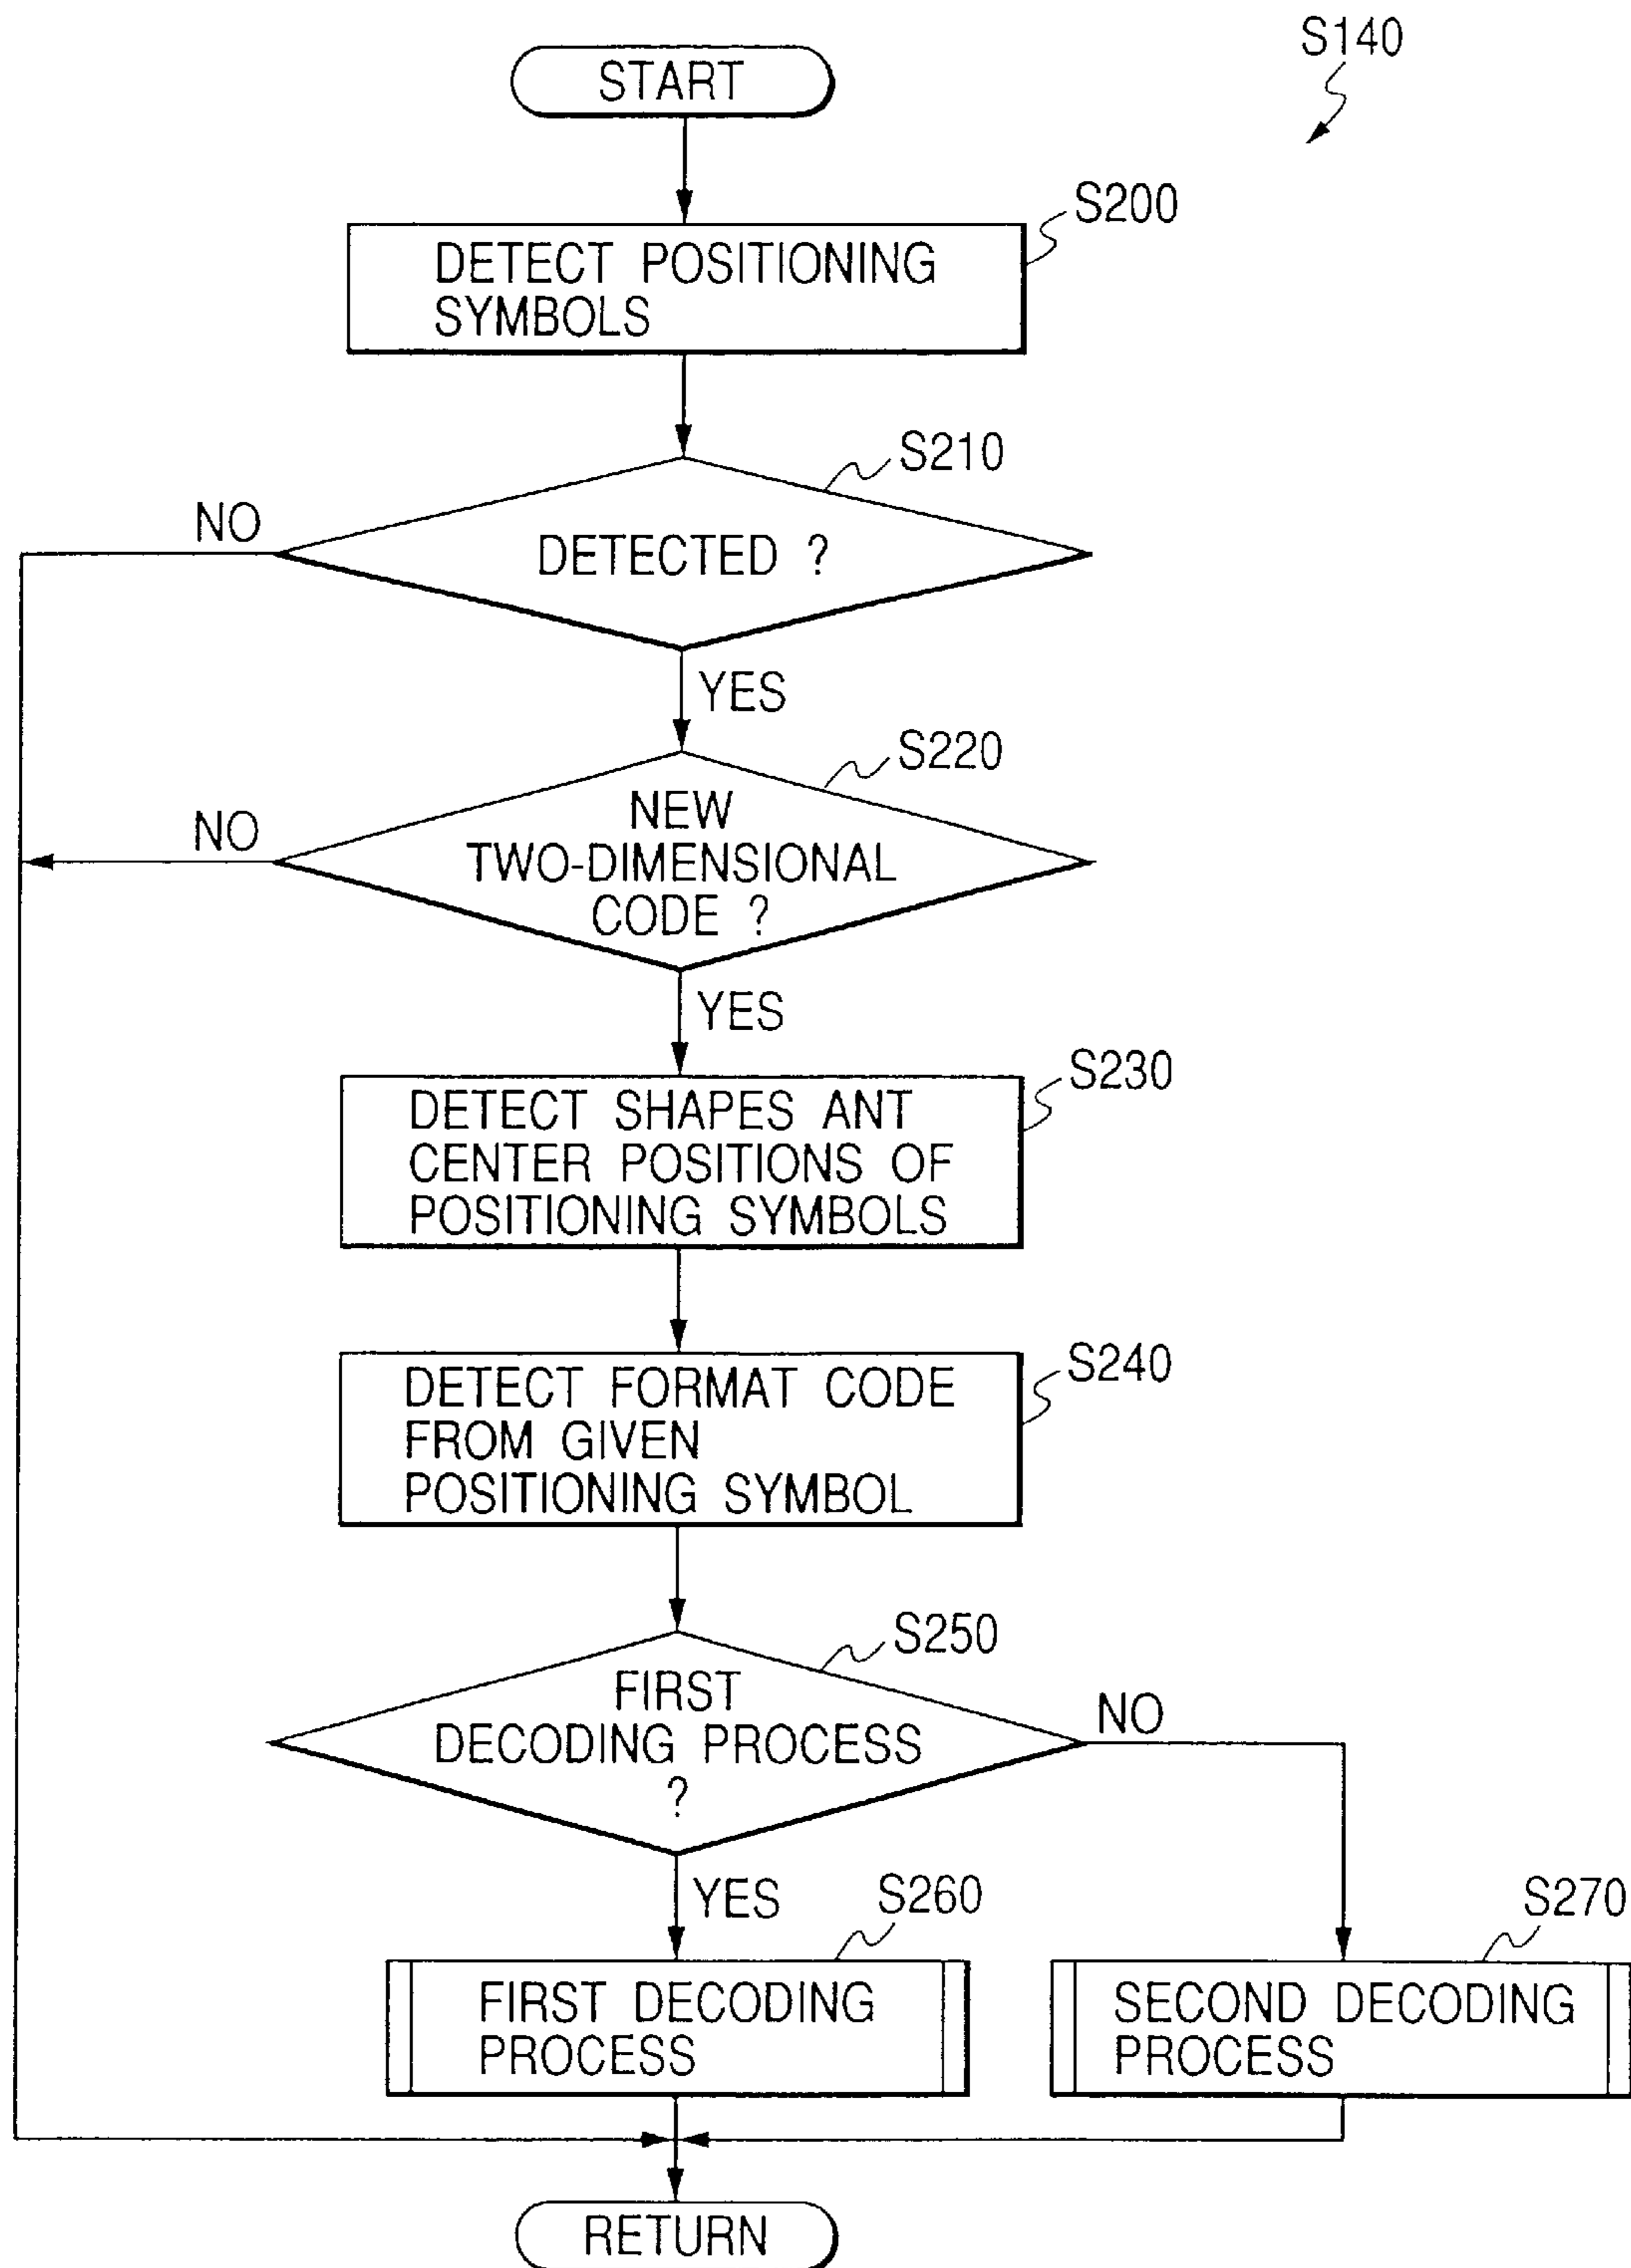 S140
START
S200
DETECT POSITIONING
SYMBOLS
S210
NO
DETECTED ?
YES
S220
NO
NEW
TWO-DIMENSIONAL
CODE ?
YES
S230
DETECT SHAPES ANT
CENTER POSITIONS OF
POSITIONING SYMBOLS
S240
DETECT FORMAT CODE
FROM GIVEN
POSITIONING SYMBOL
S250
FIRST
DECODING PROCESS
?
NO
YES
S260
FIRST DECODING
PROCESS
S270
SECOND DECODING
PROCESS
RETURN